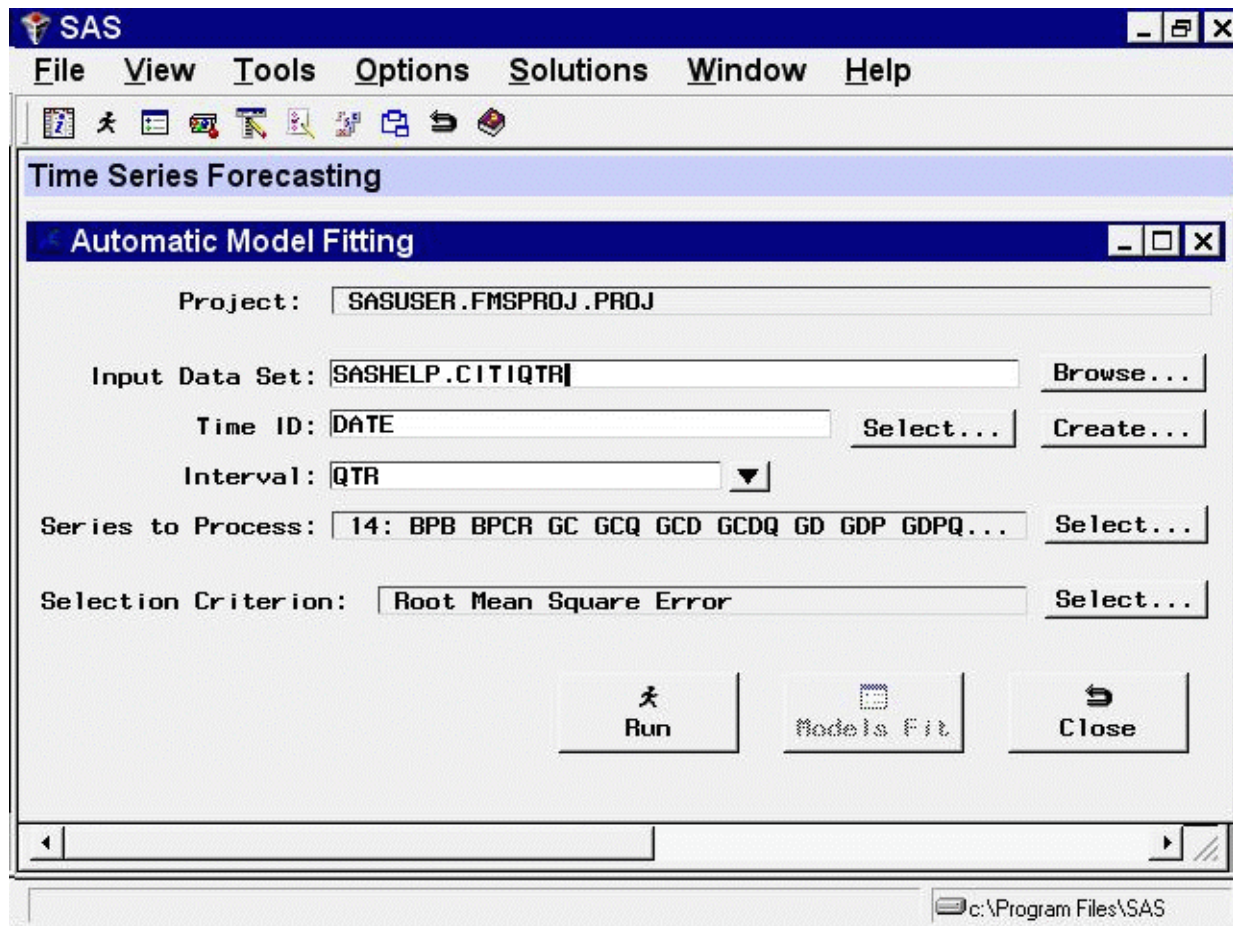 SAS
File View Tools Options Solutions Window Help
Time Series Forecasting
Automatic Model Fitting
Project: SASUSER.FMSPROJ.PROJ
Input Data Set: SASHELP.CITIQTR Browse...
Time ID: DATE Select... Create...
Interval: QTR
Series to Process: 14: BPB BPCR GC GCQ GCD GCDQ GD GDP GDPQ... Select...
Selection Criterion: Root Mean Square Error Select...
Run Models Fit Close
c:\Program Files\SAS